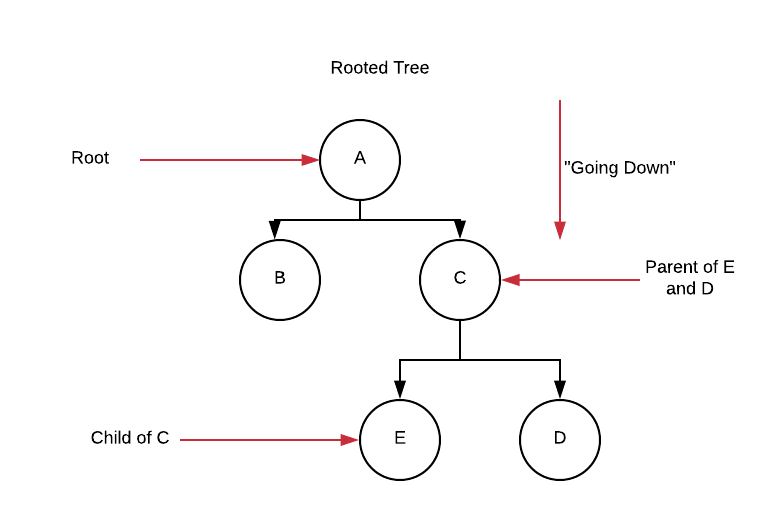 Rooted Tree
Root
A
"Going Down"
B
C
Parent of E
and D
Child of C
E
D